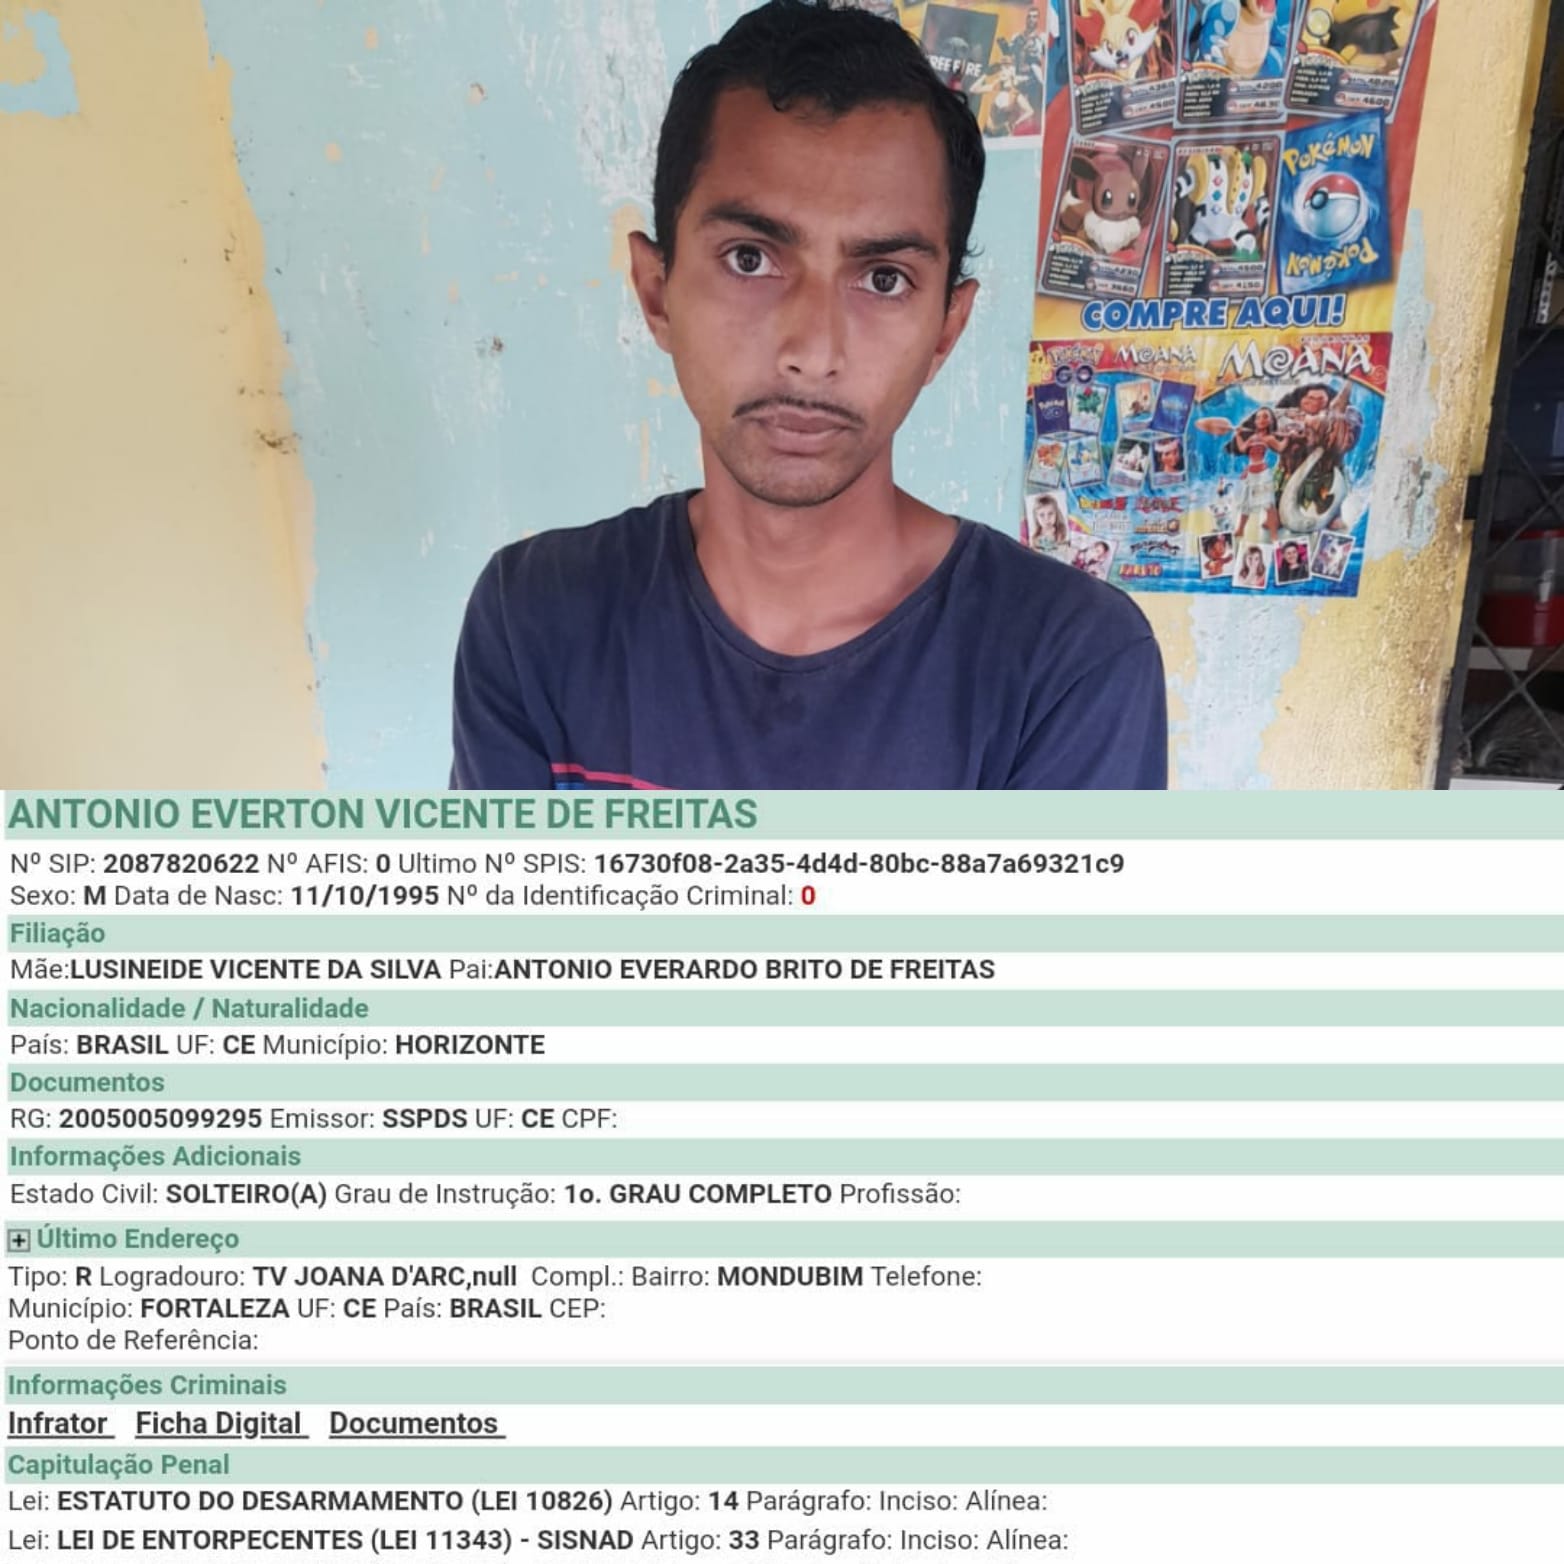 FREE FIRE
POKÉMON
POKÉMON
COMPRE AQUI!
POKÉMON GO
MOANA
MOANA
NARUTO
ANTONIO EVERTON VICENTE DE FREITAS
Nº SIP: 2087820622 Nº AFIS: 0 Ultimo Nº SPIS: 16730f08-2a35-4d4d-80bc-88a7a69321c9
Sexo: M Data de Nasc: 11/10/1995 Nº da Identificação Criminal: 0
Filiação
Mãe:LUSINEIDE VICENTE DA SILVA Pai:ANTONIO EVERARDO BRITO DE FREITAS
Nacionalidade / Naturalidade
País: BRASIL UF: CE Município: HORIZONTE
Documentos
RG: 2005005099295 Emissor: SSPDS UF: CE CPF:
Informações Adicionais
Estado Civil: SOLTEIRO(A) Grau de Instrução: 1o. GRAU COMPLETO Profissão:
Último Endereço
Tipo: R Logradouro: TV JOANA D'ARC,null Compl.: Bairro: MONDUBIM Telefone:
Município: FORTALEZA UF: CE País: BRASIL CEP:
Ponto de Referência:
Informações Criminais
Infrator Ficha Digital Documentos
Capitulação Penal
Lei: ESTATUTO DO DESARMAMENTO (LEI 10826) Artigo: 14 Parágrafo: Inciso: Alínea:
Lei: LEI DE ENTORPECENTES (LEI 11343) - SISNAD Artigo: 33 Parágrafo: Inciso: Alínea: